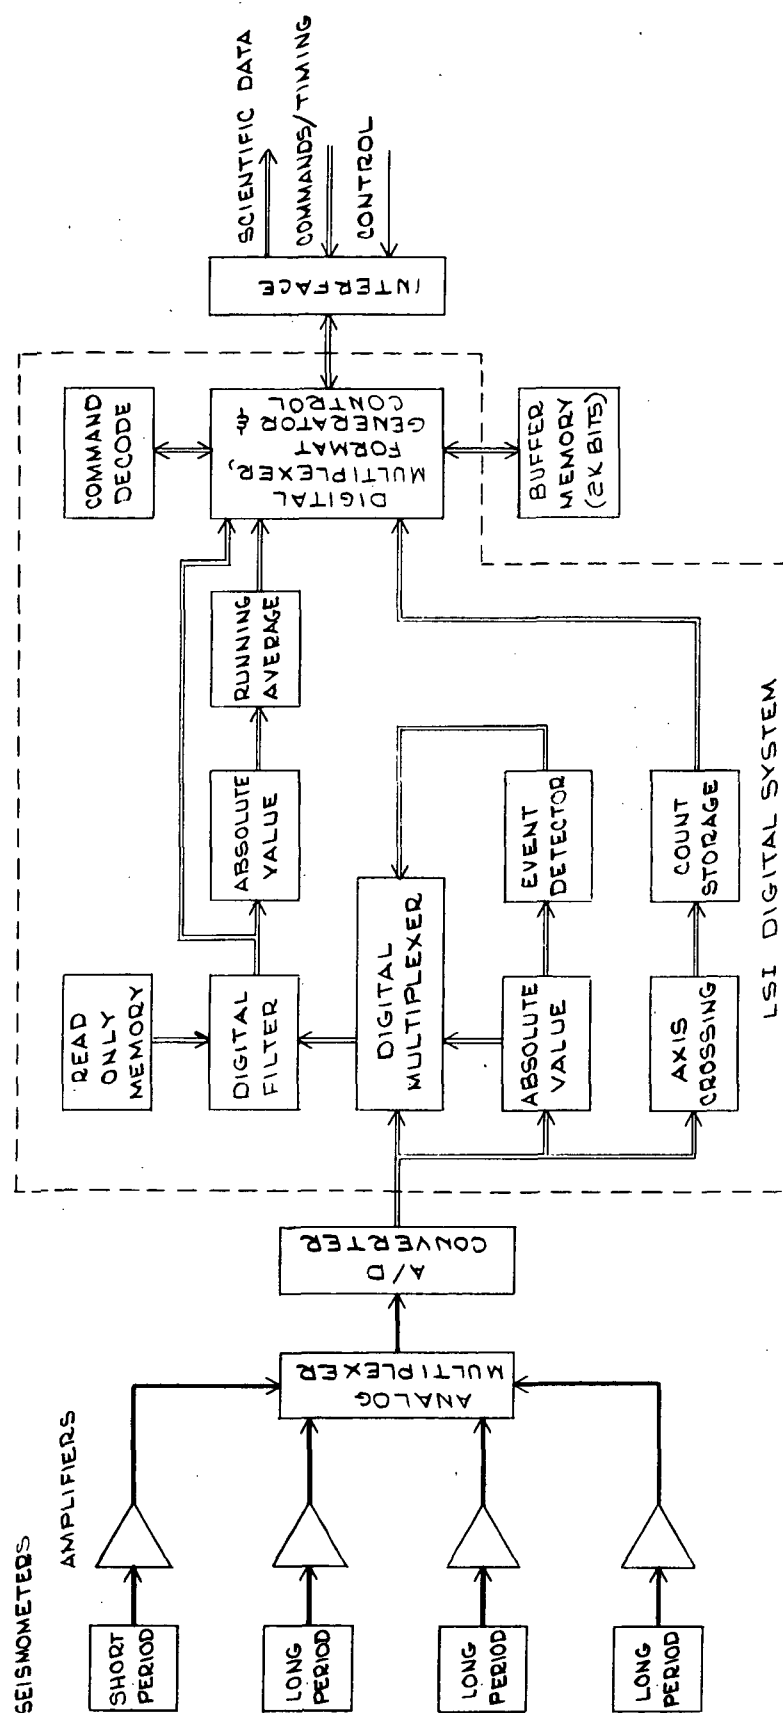 SEISMOMETERS
AMPLIFIERS
SHORT
PERIOD
LONG
PERIOD
LONG
PERIOD
LONG
PERIOD
ANALOG
MULTIPLEXER
A/D
CONVERTER
READ
ONLY
MEMORY
DIGITAL
FILTER
DIGITAL
MULTIPLEXER
ABSOLUTE
VALUE
AXIS
CROSSING
ABSOLUTE
VALUE
RUNNING
AVERAGE
EVENT
DETECTOR
COUNT
STORAGE
COMMAND
DECODE
DIGITAL
MULTIPLEXER,
FORMAT
GENERATOR &
CONTROL
BUFFER
MEMORY
(2K BITS)
INTERFACE
SCIENTIFIC DATA
COMMANDS/TIMING
CONTROL
LSI DIGITAL SYSTEM